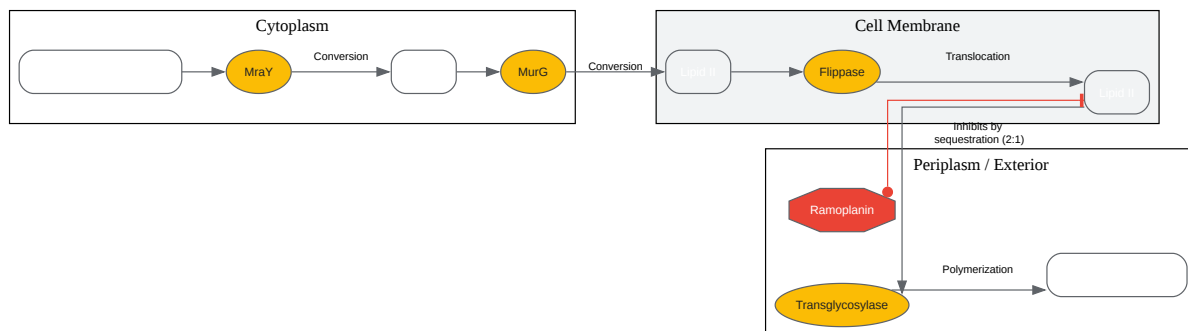 Cytoplasm
MraY
Conversion
MurG
Conversion
Cell Membrane
Lipid II
Flippase
Translocation
Lipid II
Inhibits by
sequestration (2:1)
Periplasm / Exterior
Ramoplanin
Transglycosylase
Polymerization